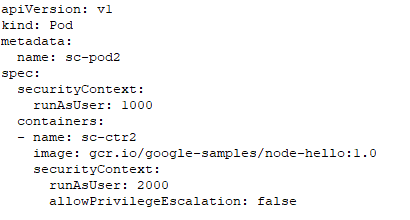 apiVersion: v1
kind: Pod
metadata:
  name: sc-pod2
spec:
  securityContext:
    runAsUser: 1000
  containers:
  - name: sc-ctr2
    image: gcr.io/google-samples/node-hello:1.0
    securityContext:
      runAsUser: 2000
      allowPrivilegeEscalation: false